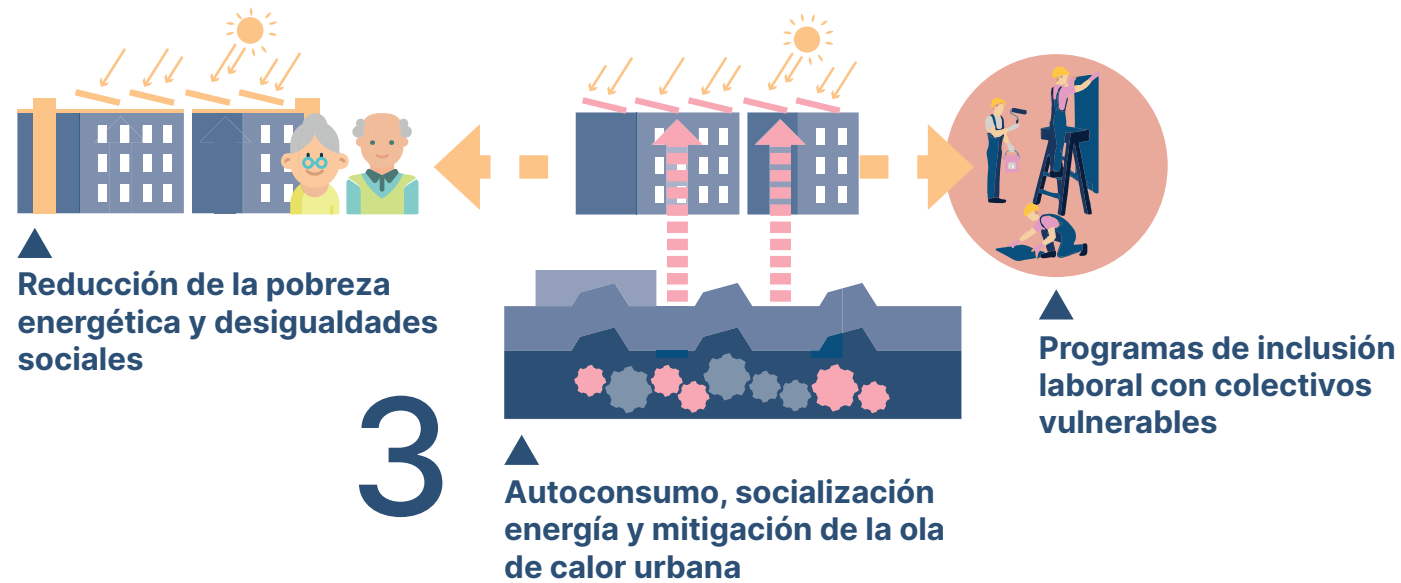 Reducción de la pobreza
energética y desigualdades
sociales
3
Autoconsumo, socialización
energía y mitigación de la ola
de calor urbana
Programas de inclusión
laboral con colectivos
vulnerables